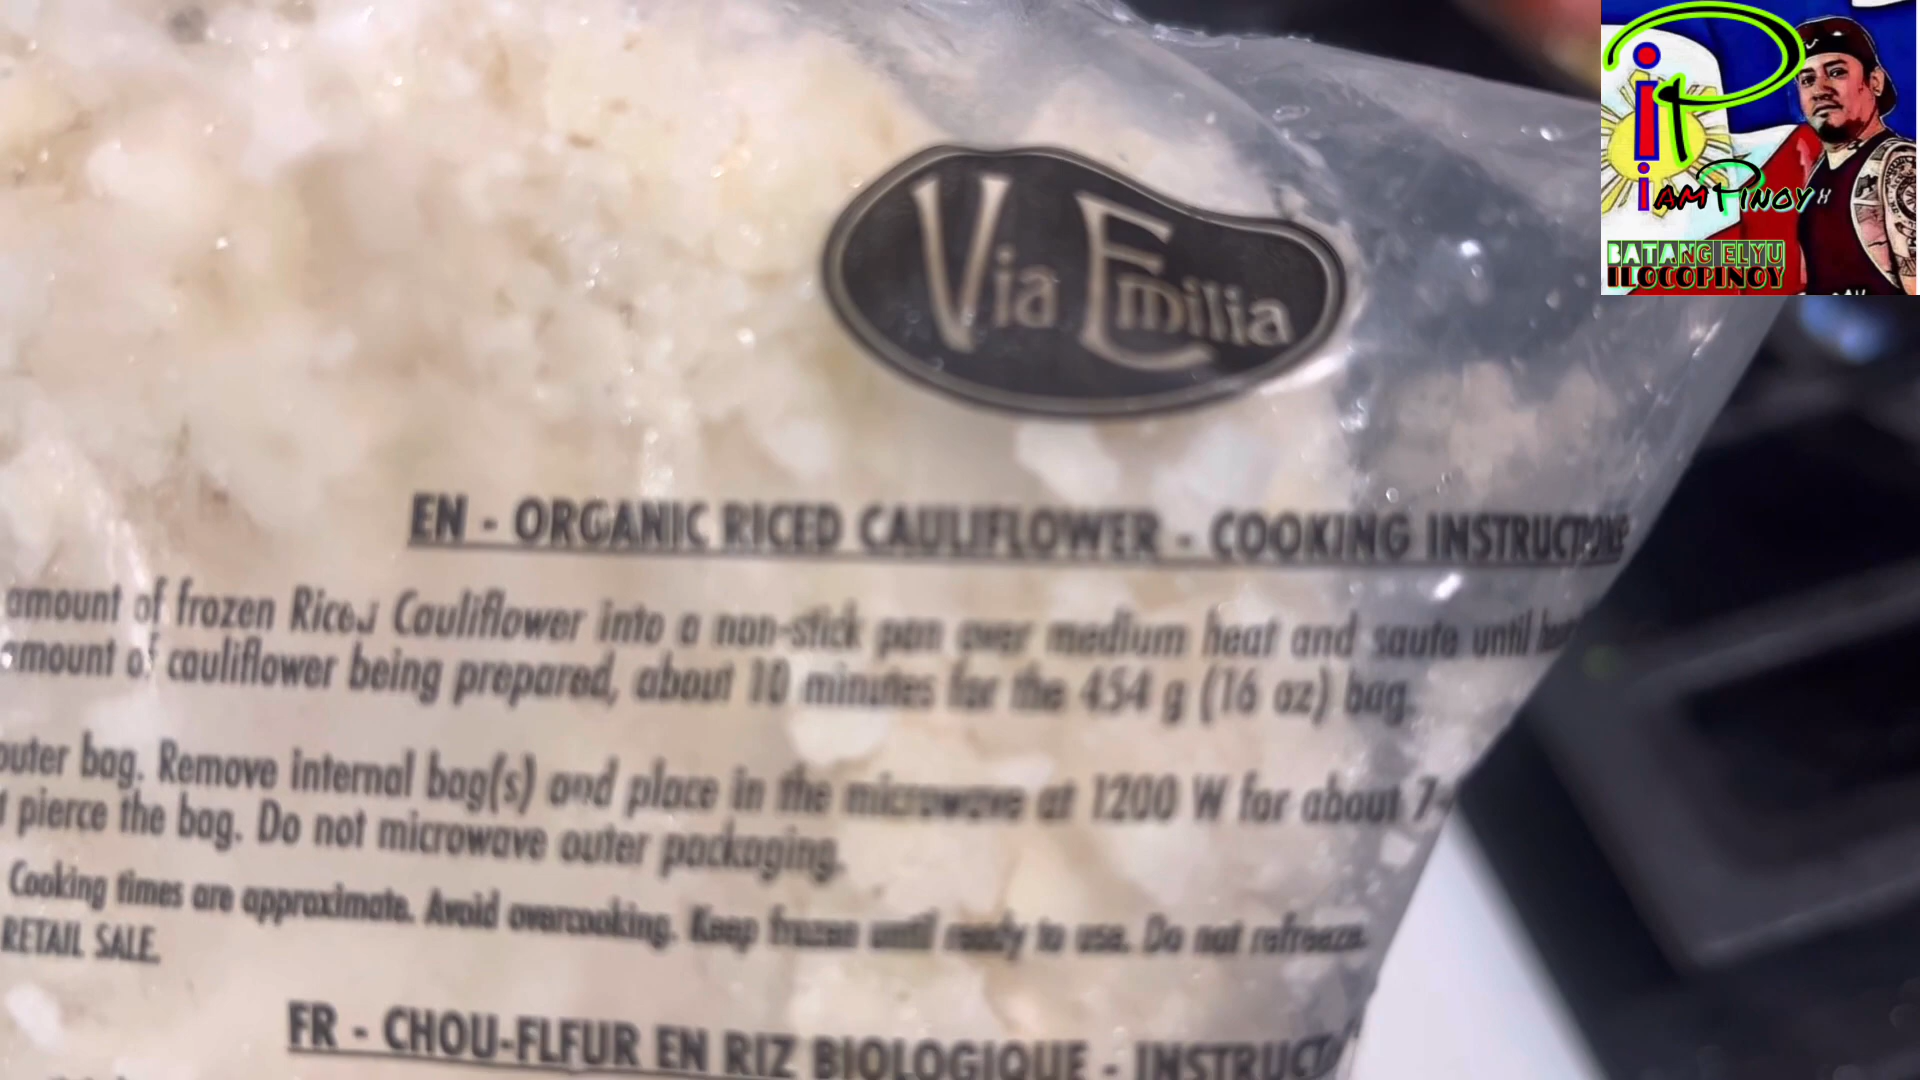 Via Emilia
iP
iAM PINOY
BATANG ELYU
ILOCOPINOY
EN - ORGANIC RICED CAULIFLOWER - COOKING INSTRUCTIONS
amount of frozen Riced Cauliflower into a non-stick pan over medium heat and saute until
amount of cauliflower being prepared, about 10 minutes for the 454 g (16 oz) bag.
outer bag. Remove internal bag(s) and place in the microwave at 1200 W for about 7-
pierce the bag. Do not microwave outer packaging.
Cooking times are approximate. Avoid overcooking. Keep frozen until ready to use. Do not refreeze.
RETAIL SALE.
FR - CHOU-FLEUR EN RIZ BIOLOGIQUE - INSTRUCT